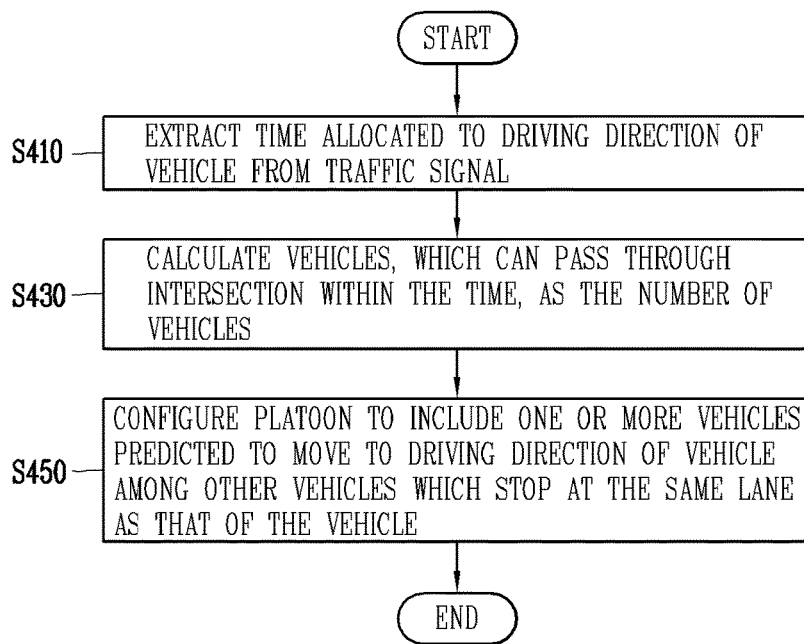 START
S410
EXTRACT TIME ALLOCATED TO DRIVING DIRECTION OF
VEHICLE FROM TRAFFIC SIGNAL
S430
CALCULATE VEHICLES, WHICH CAN PASS THROUGH
INTERSECTION WITHIN THE TIME, AS THE NUMBER OF
VEHICLES
S450
CONFIGURE PLATOON TO INCLUDE ONE OR MORE VEHICLES
PREDICTED TO MOVE TO DRIVING DIRECTION OF VEHICLE
AMONG OTHER VEHICLES WHICH STOP AT THE SAME LANE
AS THAT OF THE VEHICLE
END